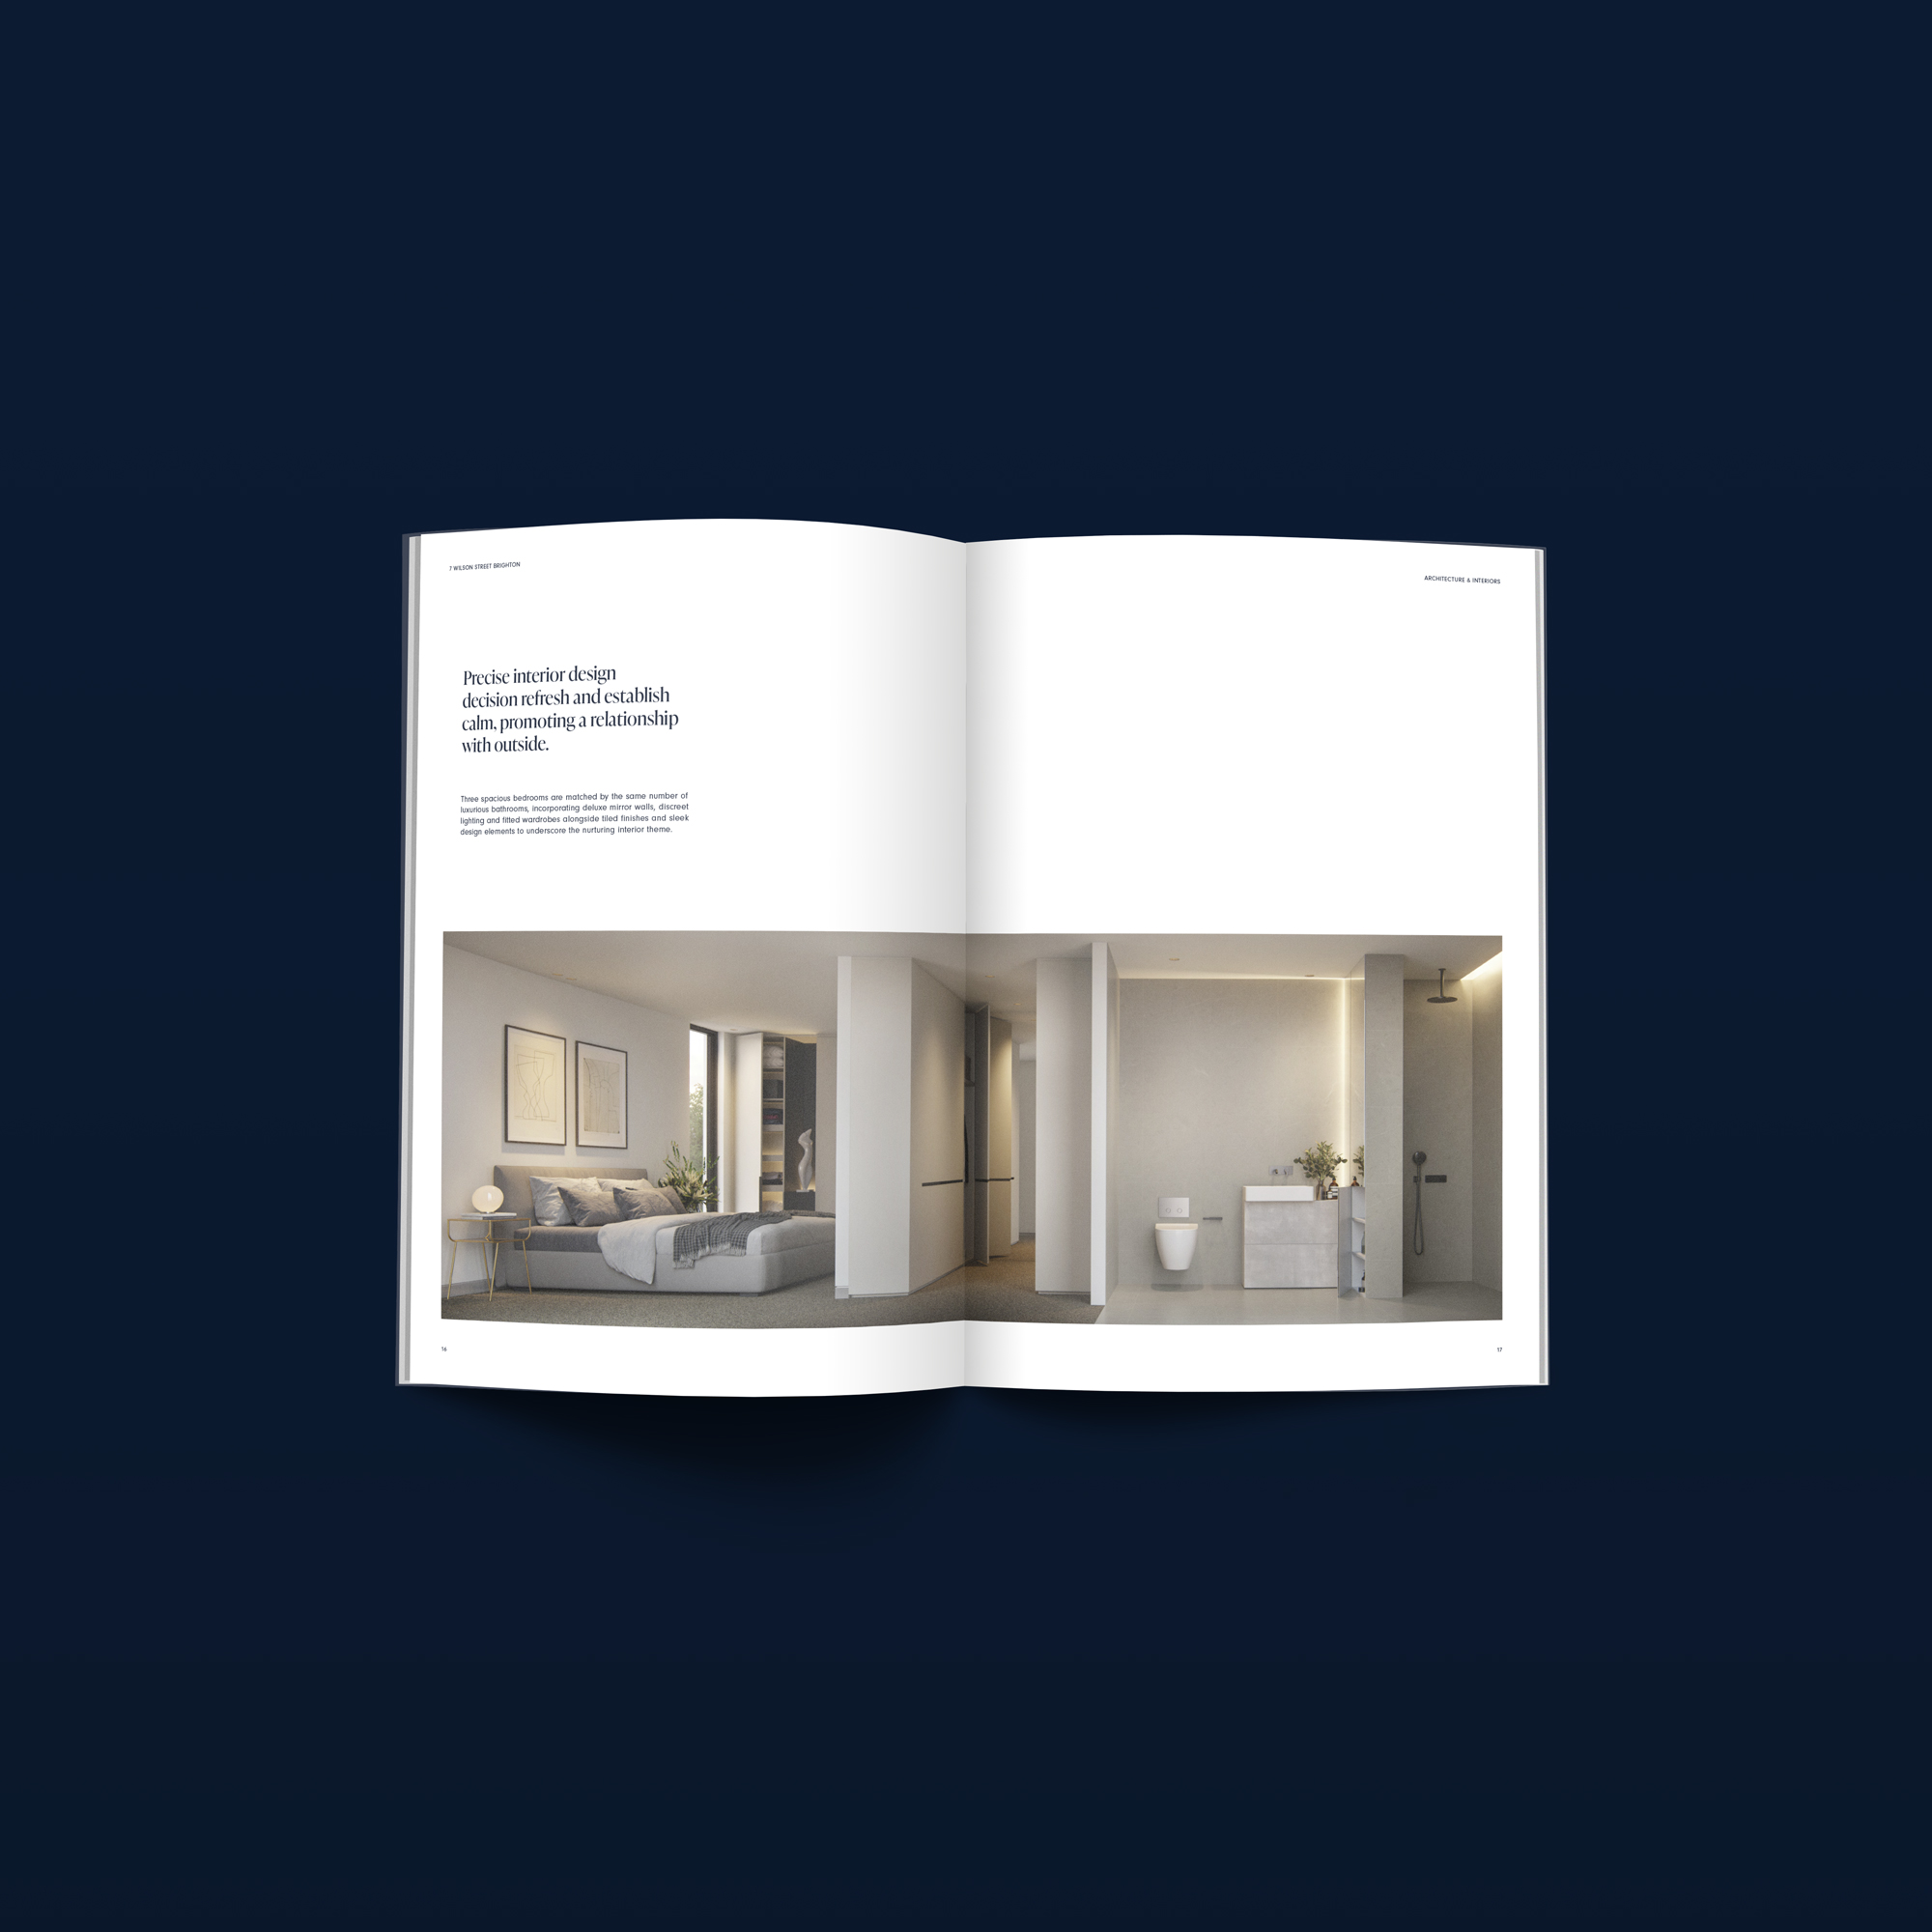 7 WILSON STREET BRIGHTON
ARCHITECTURE & INTERIORS
Precise interior design
decision refresh and establish
calm, promoting a relationship
with outside.
Three spacious bedrooms are matched by the same number of
luxurious bathrooms, incorporating deluxe mirror walls, discreet
lighting and fitted wardrobes alongside tiled finishes and sleek
design elements to underscore the nurturing interior theme.
16
17